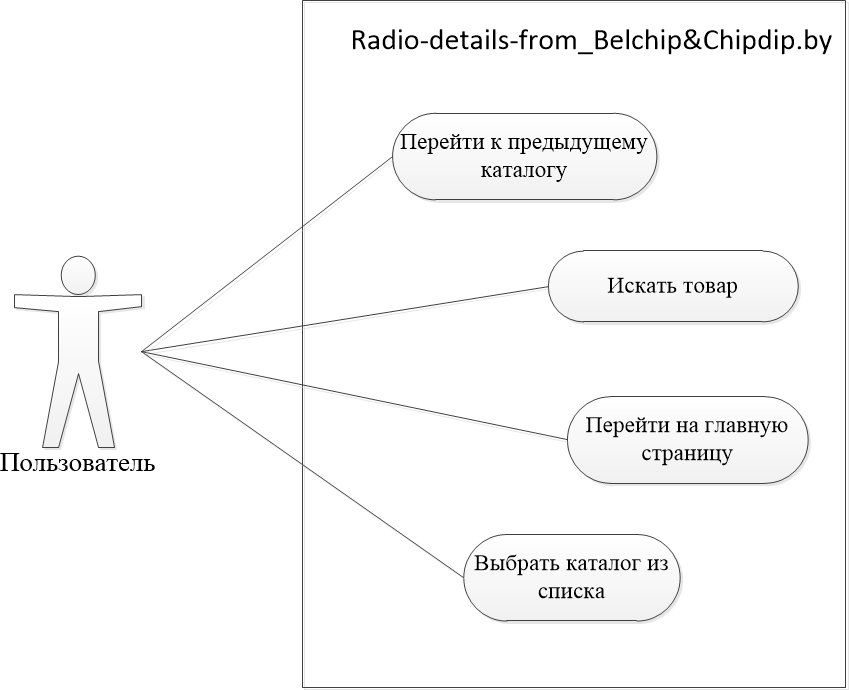 Radio-details-from_Belchip&Chipdip.by
Перейти к предыдущему
каталогу
Искать товар
Перейти на главную
страницу
Выбрать каталог из
списка
Пользователь